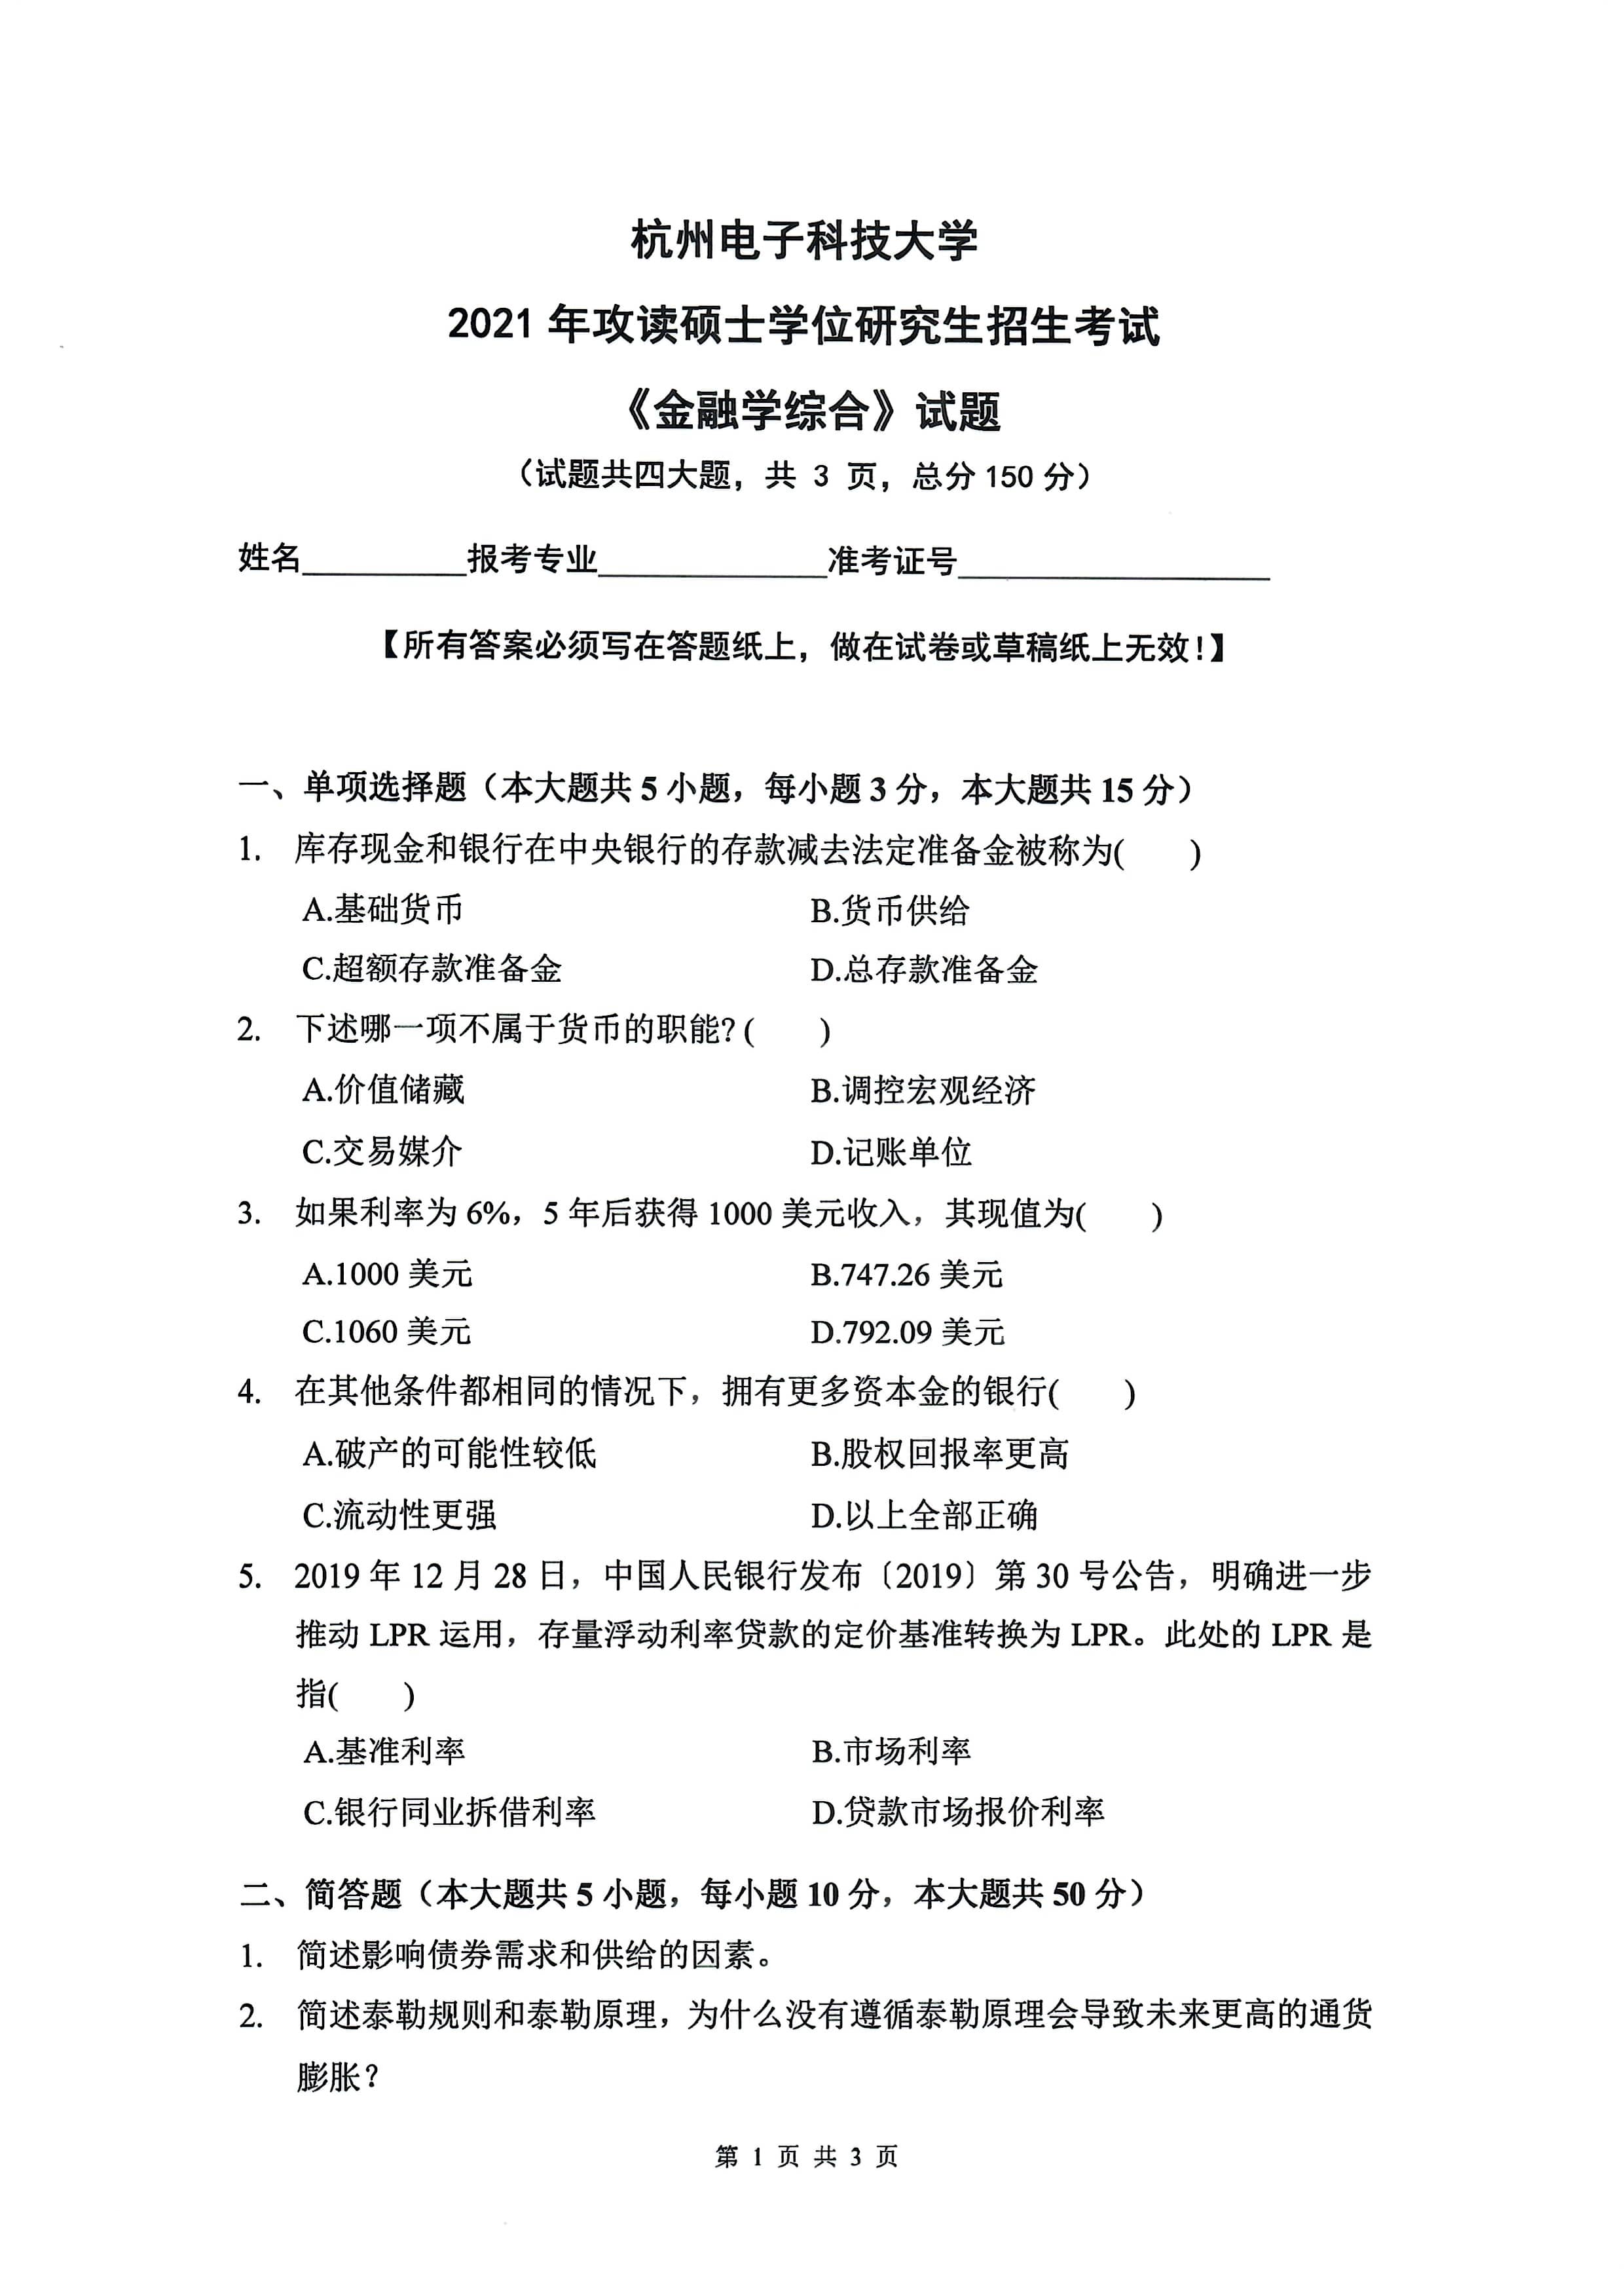 杭州电子科技大学
2021 年攻读硕士学位研究生招生考试
《金融学综合》试题
（试题共四大题，共 3 页，总分 150 分）
姓名__________报考专业______________准考证号___________________
【所有答案必须写在答题纸上，做在试卷或草稿纸上无效！】
一、单项选择题（本大题共 5 小题，每小题 3 分，本大题共 15 分）
1. 库存现金和银行在中央银行的存款减去法定准备金被称为(    )
A.基础货币 B.货币供给
C.超额存款准备金 D.总存款准备金
2. 下述哪一项不属于货币的职能? (    )
A.价值储藏 B.调控宏观经济
C.交易媒介 D.记账单位
3. 如果利率为 6%，5 年后获得 1000 美元收入，其现值为(    )
A.1000 美元 B.747.26 美元
C.1060 美元 D.792.09 美元
4. 在其他条件都相同的情况下，拥有更多资本金的银行(    )
A.破产的可能性较低 B.股权回报率更高
C.流动性更强 D.以上全部正确
5. 2019 年 12 月 28 日，中国人民银行发布〔2019〕第 30 号公告，明确进一步
推动 LPR 运用，存量浮动利率贷款的定价基准转换为 LPR。此处的 LPR 是
指(    )
A.基准利率 B.市场利率
C.银行同业拆借利率 D.贷款市场报价利率
二、简答题（本大题共 5 小题，每小题 10 分，本大题共 50 分）
1. 简述影响债券需求和供给的因素。
2. 简述泰勒规则和泰勒原理，为什么没有遵循泰勒原理会导致未来更高的通货
膨胀？
第 1 页 共 3 页